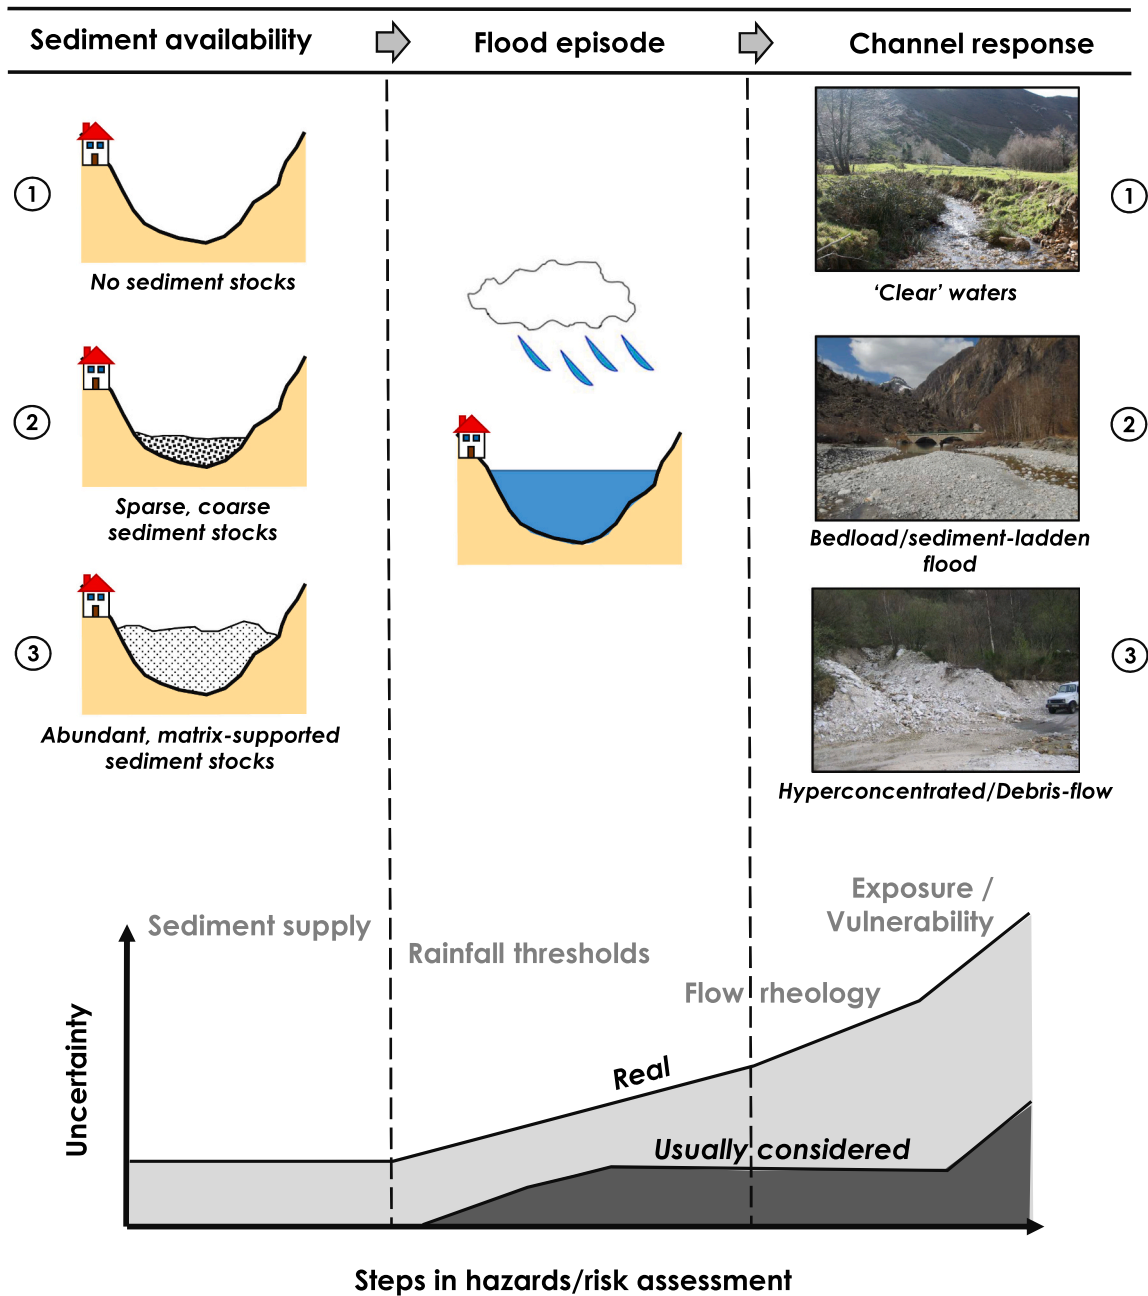 Sediment availability
Flood episode
Channel response
1
No sediment stocks
2
Sparse, coarse
sediment stocks
3
Abundant, matrix-supported
sediment stocks
1
‘Clear’ waters
2
Bedload/sediment-ladden
flood
3
Hyperconcentrated/Debris-flow
Sediment supply
Rainfall thresholds
Flow rheology
Exposure /
Vulnerability
Real
Usually considered
Uncertainty
Steps in hazards/risk assessment